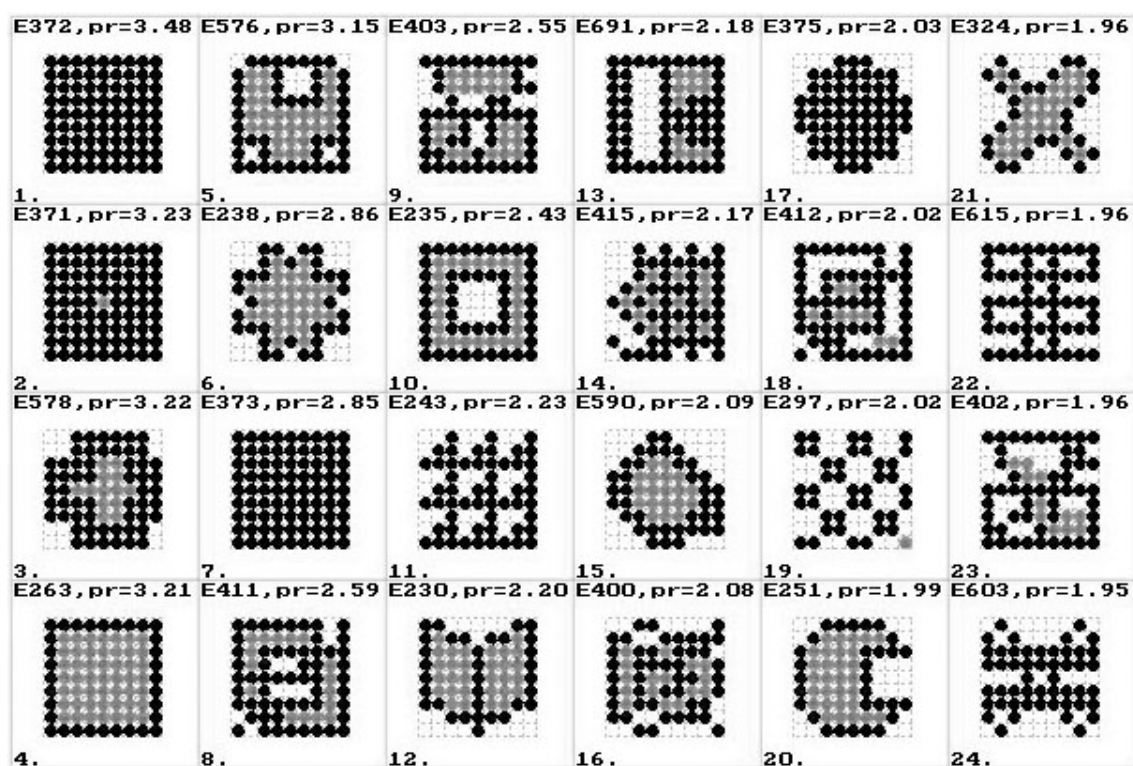 E372,pr=3.48 E576,pr=3.15 E403,pr=2.55 E691,pr=2.18 E375,pr=2.03 E324,pr=1.96
1. 5. 9. 13. 17. 21.
E371,pr=3.23 E238,pr=2.86 E235,pr=2.43 E415,pr=2.17 E412,pr=2.02 E615,pr=1.96
2. 6. 10. 14. 18. 22.
E578,pr=3.22 E373,pr=2.85 E243,pr=2.23 E590,pr=2.09 E297,pr=2.02 E402,pr=1.96
3. 7. 11. 15. 19. 23.
E263,pr=3.21 E411,pr=2.59 E230,pr=2.20 E400,pr=2.08 E251,pr=1.99 E603,pr=1.95
4. 8. 12. 16. 20. 24.